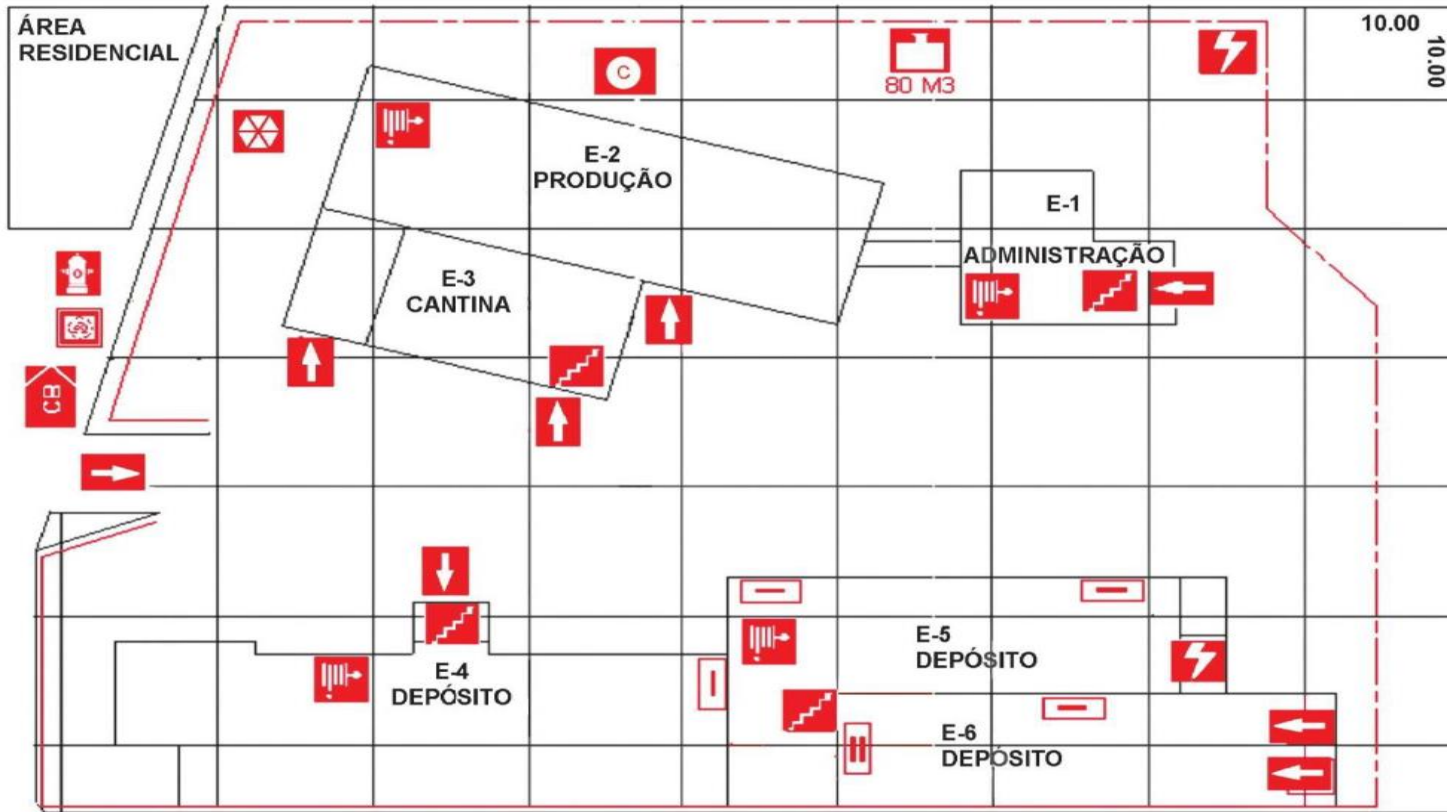 ÁREA
RESIDENCIAL
10.00
10.00
C
80 M3
E-2
PRODUÇÃO
E-1
ADMINISTRAÇÃO
E-3
CANTINA
CB
E-4
DEPÓSITO
E-5
DEPÓSITO
E-6
DEPÓSITO